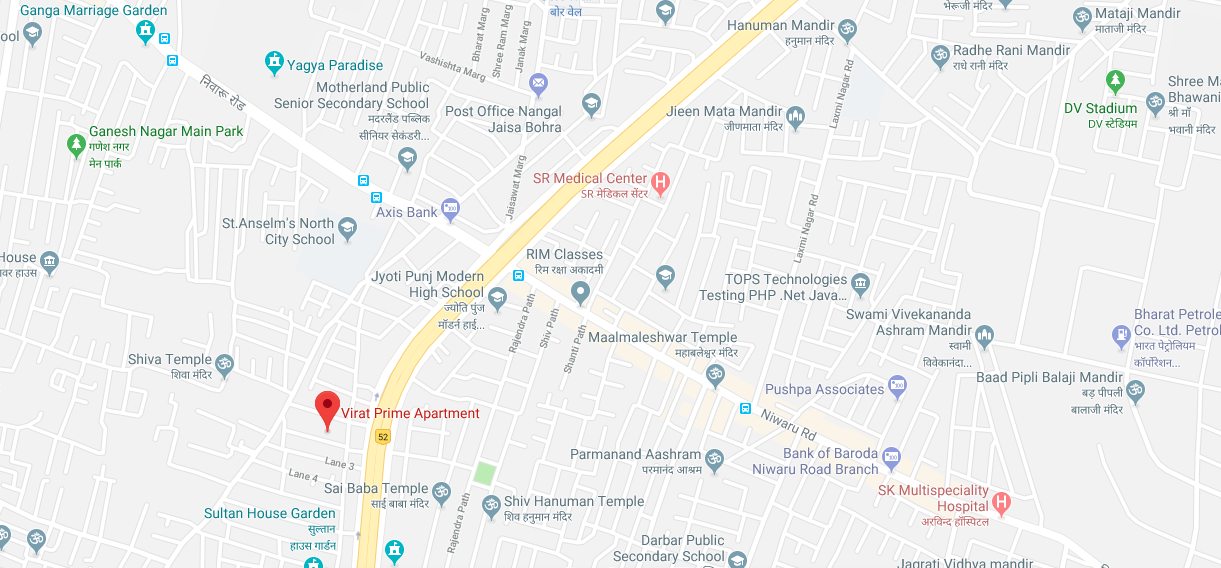 Ganga Marriage Garden
ool
बोर वेल
भेरूजी मंदिर
Hanuman Mandir
हनुमान मंदिर
Mataji Mandir
माताजी मंदिर
Radhe Rani Mandir
राधे रानी मंदिर
Bharat Marg
Shree Ram Marg
Janak Marg
Vashishta Marg
Yagya Paradise
निवारू रोड
Motherland Public
Senior Secondary School
मदरलैंड पब्लिक
सीनियर सेकंडरी...
Post Office Nangal
Jaisa Bohra
Jieen Mata Mandir
जीणमाता मंदिर
Laxmi Nagar Rd
DV Stadium
DV स्टेडियम
Shree Ma
Bhawani
श्री माँ
भवानी मंदिर
Ganesh Nagar Main Park
गणेश नगर
मेन पार्क
Jaisawat Marg
SR Medical Center
SR मेडिकल सेंटर
Axis Bank
St.Anselm's North
City School
Laxmi Nagar Rd
House
वर हाउस
RIM Classes
रिम रक्षा अकादमी
Jyoti Punj Modern
High School
ज्योति पुंज
मॉडर्न हाई...
TOPS Technologies
Testing PHP .Net Java...
Rajendra Path
Shiv Path
Shanti Path
Swami Vivekananda
Ashram Mandir
स्वामी
विवेकानंदा...
Bharat Petrole
Co. Ltd. Petrol
भारत पेट्रोलियम
कॉर्पोरेशन...
Maalmaleshwar Temple
महाबलेश्वर मंदिर
Shiva Temple
शिवा मंदिर
Baad Pipli Balaji Mandir
बड़ पीपली
बालाजी मंदिर
Pushpa Associates
Virat Prime Apartment
52
Niwaru Rd
Parmanand Aashram
परमानंद आश्रम
Bank of Baroda
Niwaru Road Branch
Lane 3
Lane 4
Sai Baba Temple
साई बाबा मंदिर
Shiv Hanuman Temple
शिव हनुमान मंदिर
SK Multispeciality
Hospital
अरविन्द हॉस्पिटल
Sultan House Garden
सुल्तान
हाउस गार्डन
Rajendra Path
Darbar Public
Secondary School
Jagrati Vidhya mandir